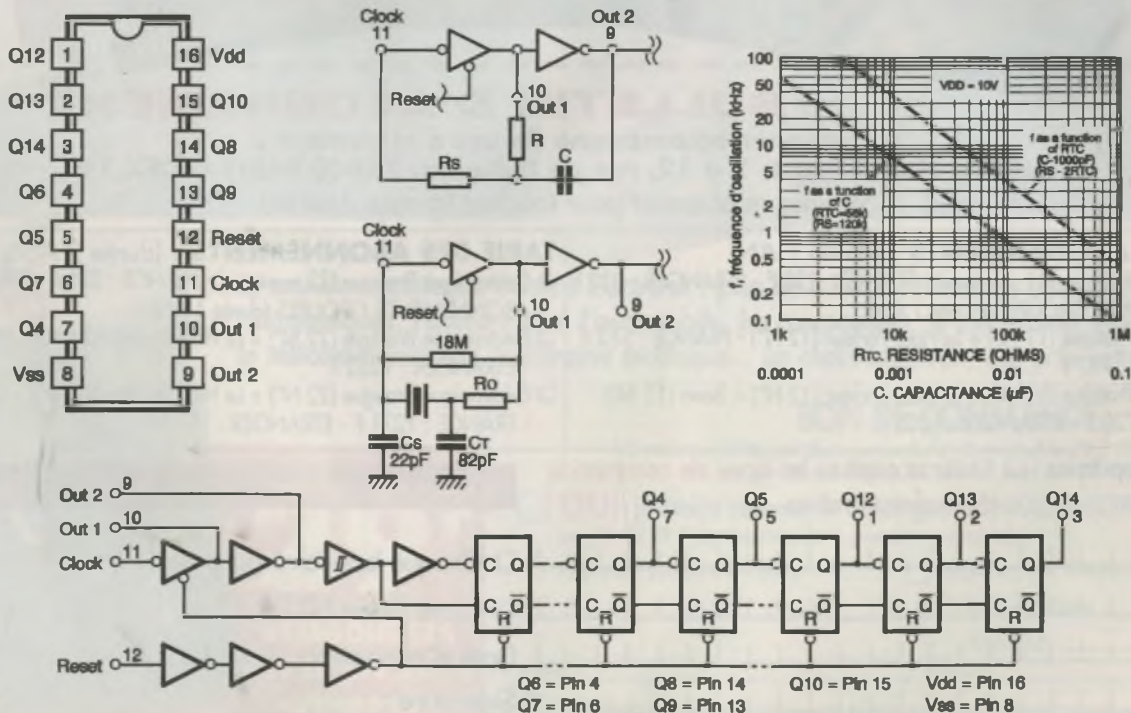 Q12 1 16 Vdd
Q13 2 15 Q10
Q14 3 14 Q8
Q6 4 13 Q9
Q5 5 12 Reset
Q7 6 11 Clock
Q4 7 10 Out 1
Vss 8 9 Out 2
Clock
11
Out 2
9
Reset
10
Out 1
R
Rs
C
Clock
11
Reset
10
Out 1
9
Out 2
18M
Ro
Cs
22pF
CT
82pF
f, fréquence d'oscillation (kHz)
100
50
20
10
5
2
1
0.5
0.2
0.1
VDD = 10V
f as a function
of RTC
(C-1000pF)
(RS - 2RTC)
f as a function
of C
(RTC=56k)
(RS=120k)
1k 10k 100k 1M
RTC. RESISTANCE (OHMS)
0.0001 0.001 0.01 0.1
C. CAPACITANCE (µF)
Out 2 9
Out 1 10
Clock 11
Reset 12
Q4
7
Q5
5
Q12
1
Q13
2
Q14
3
C Q
C Q̅
R
C Q
C Q̅
R
C Q
C Q̅
R
C Q
C Q̅
R
C Q
C Q̅
R
C Q
C Q̅
R
Q6 = Pin 4 Q8 = Pin 14 Q10 = Pin 15 Vdd = Pin 16
Q7 = Pin 6 Q9 = Pin 13 Vss = Pin 8